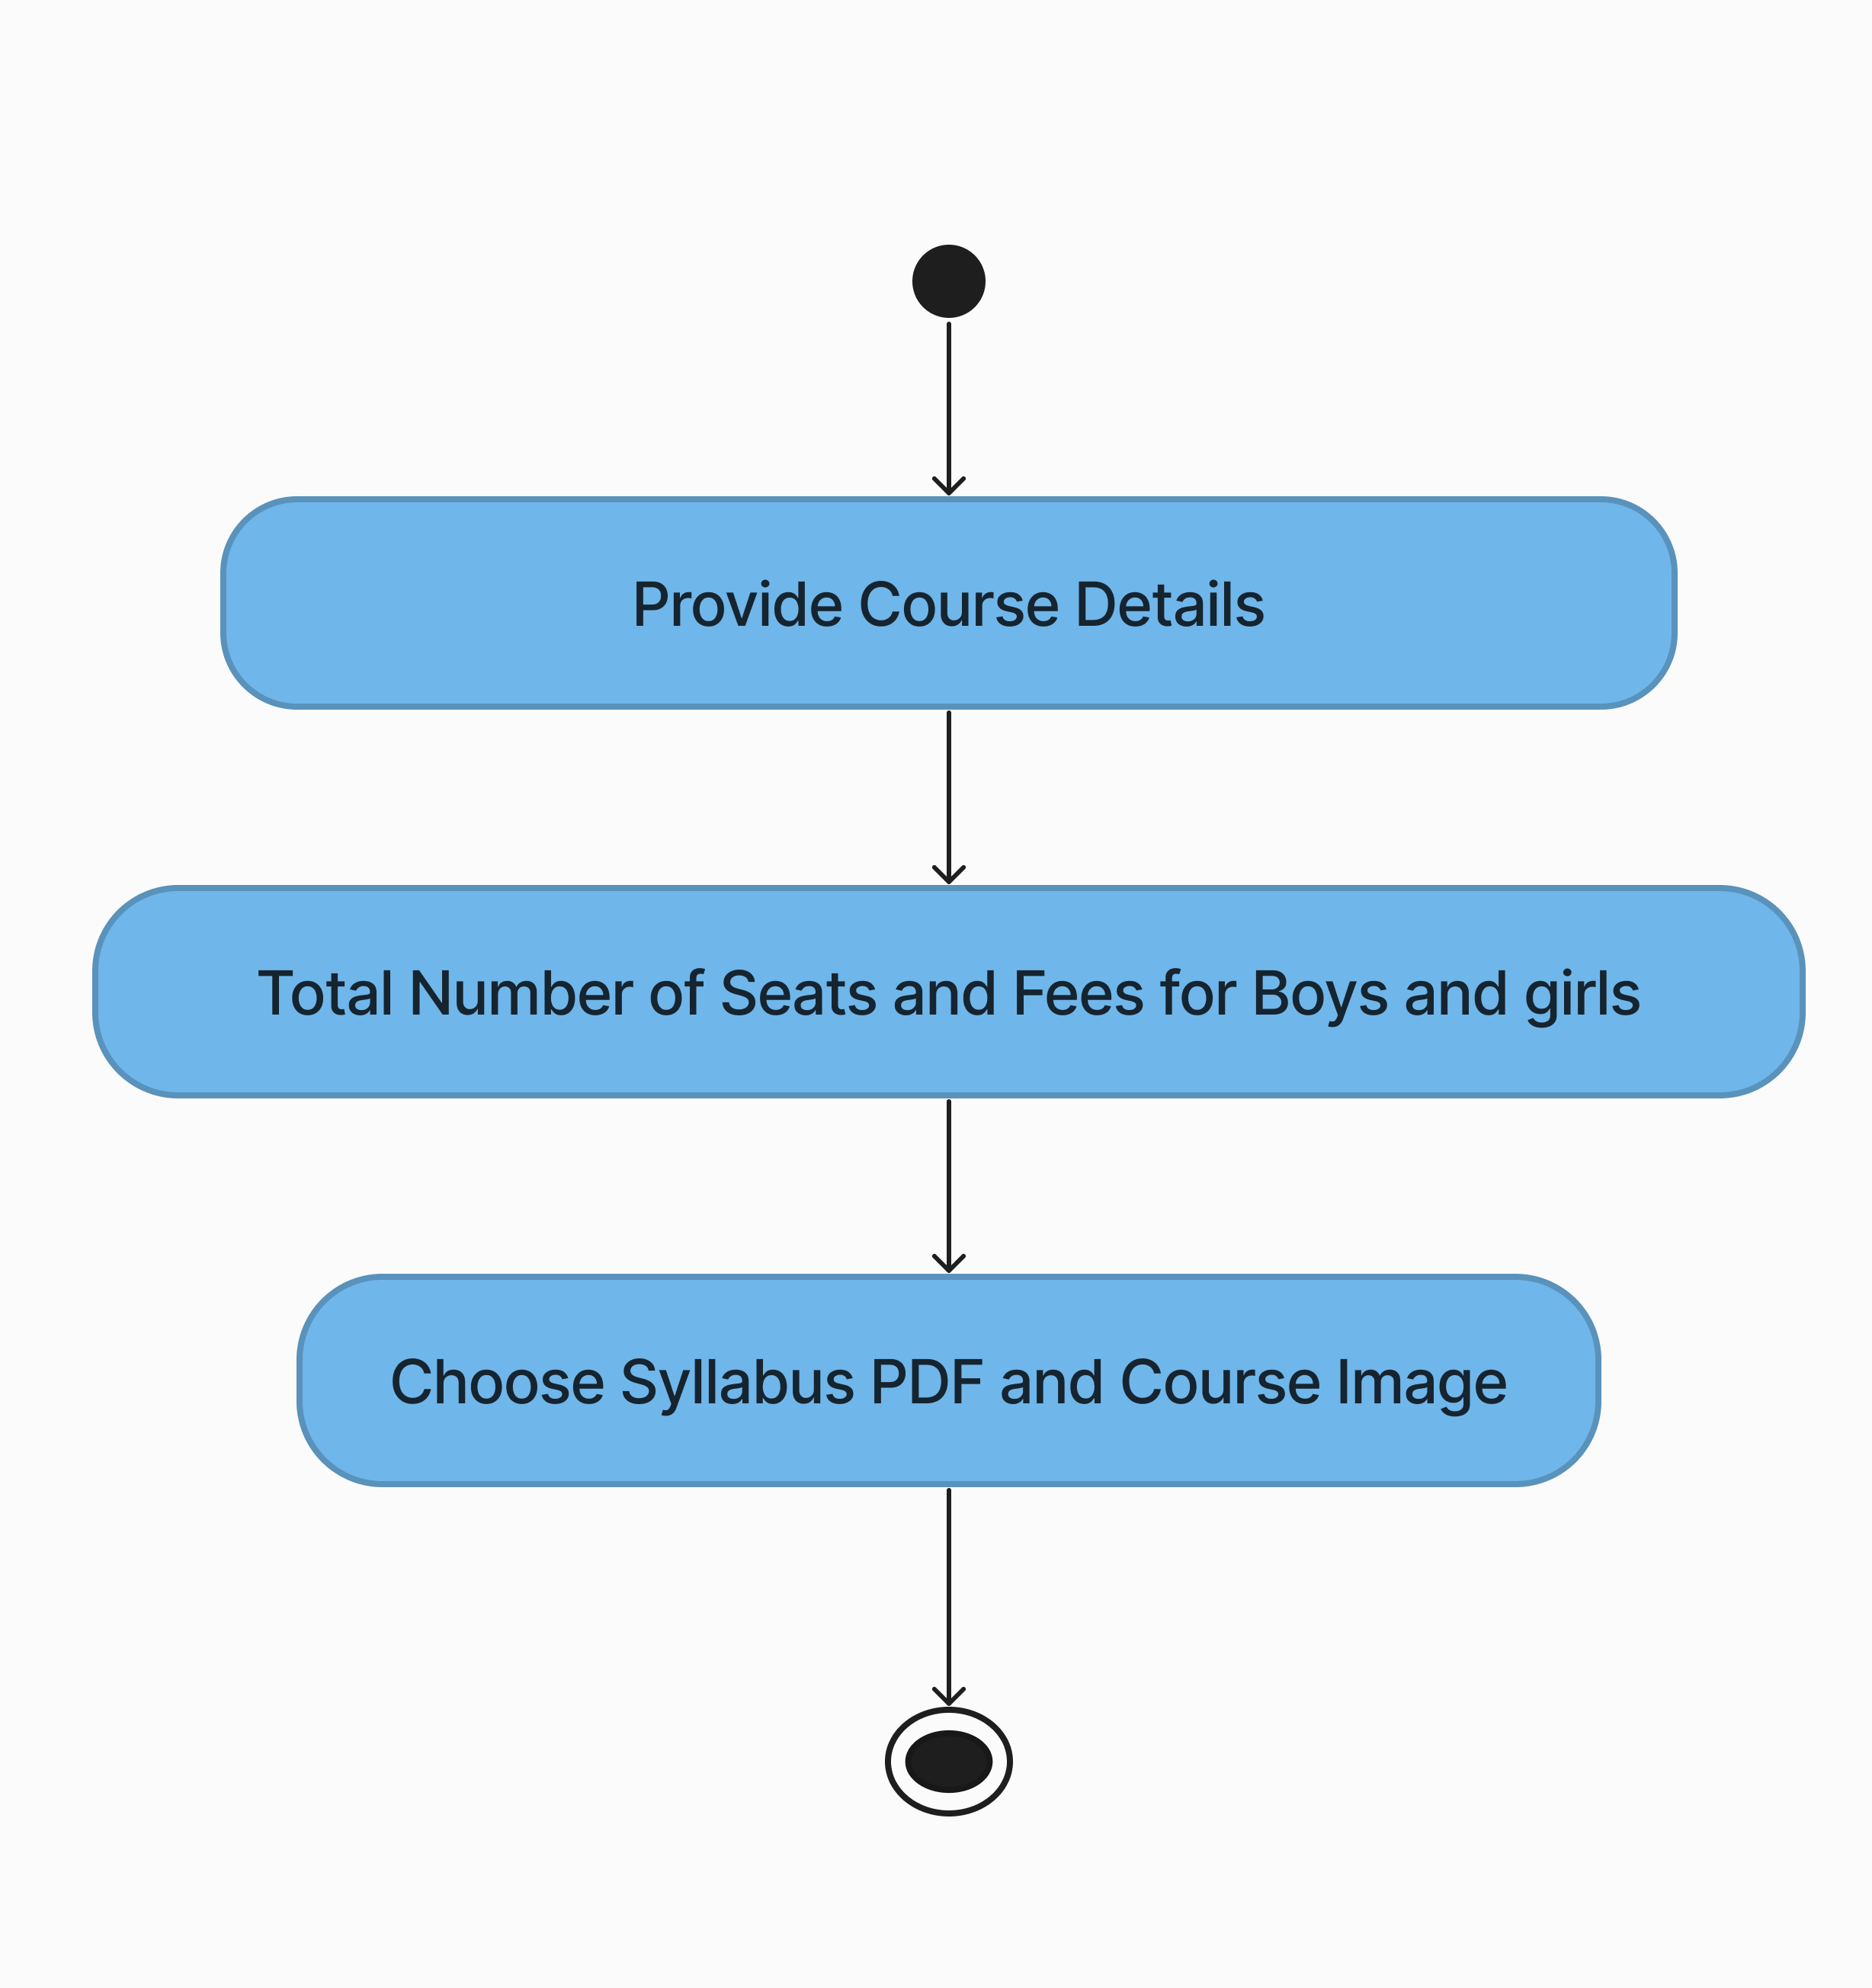 Provide Course Details
Total Number of Seats and Fees for Boys and girls
Choose Syllabus PDF and Course Image